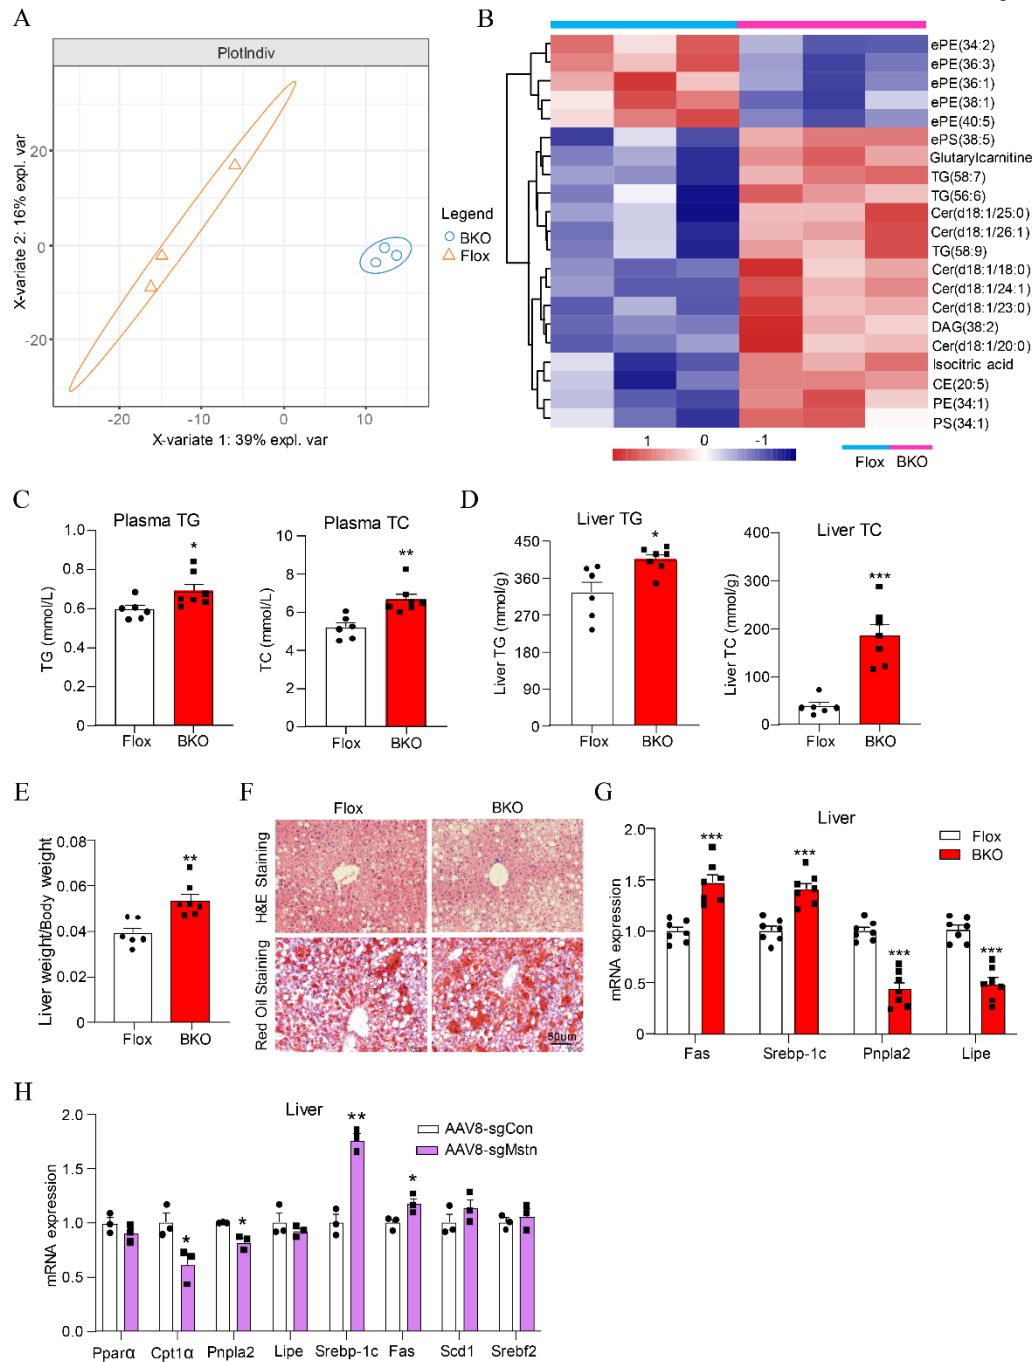 A
PlotIndiv
X-variate 2: 16% expl. var
20
0
-20
-20
-10
0
10
X-variate 1: 39% expl. var
Legend
BKO
Flox
B
ePE(34:2)
ePE(36:3)
ePE(36:1)
ePE(38:1)
ePE(40:5)
ePS(38:5)
Glutarylcarnitine
TG(58:7)
TG(56:6)
Cer(d18:1/25:0)
Cer(d18:1/26:1)
TG(58:9)
Cer(d18:1/18:0)
Cer(d18:1/24:1)
Cer(d18:1/23:0)
DAG(38:2)
Cer(d18:1/20:0)
Isocitric acid
CE(20:5)
PE(34:1)
PS(34:1)
1 0 -1
Flox BKO
C
Plasma TG
TG (mmol/L)
1.0
0.8
0.6
0.4
0.2
0
*
Flox BKO
Plasma TC
TC (mmol/L)
10
8
6
4
2
0
**
Flox BKO
D
Liver TG
Liver TG (mmol/g)
450
360
270
180
90
0
*
Flox BKO
Liver TC
Liver TC (mmol/g)
400
300
200
100
0
***
Flox BKO
E
Liver weight/Body weight
0.08
0.06
0.04
0.02
0
**
Flox BKO
F
Flox BKO
H&E Staining
Red Oil Staining
50um
G
Liver
mRNA expression
2.0
1.5
1.0
0.5
0
***
***
***
***
Flox
BKO
Fas Srebp-1c Pnpla2 Lipe
H
Liver
mRNA expression
2.0
1.5
1.0
0.5
0.0
*
*
**
*
AAV8-sgCon
AAV8-sgMstn
Pparα Cpt1α Pnpla2 Lipe Srebp-1c Fas Scd1 Srebf2